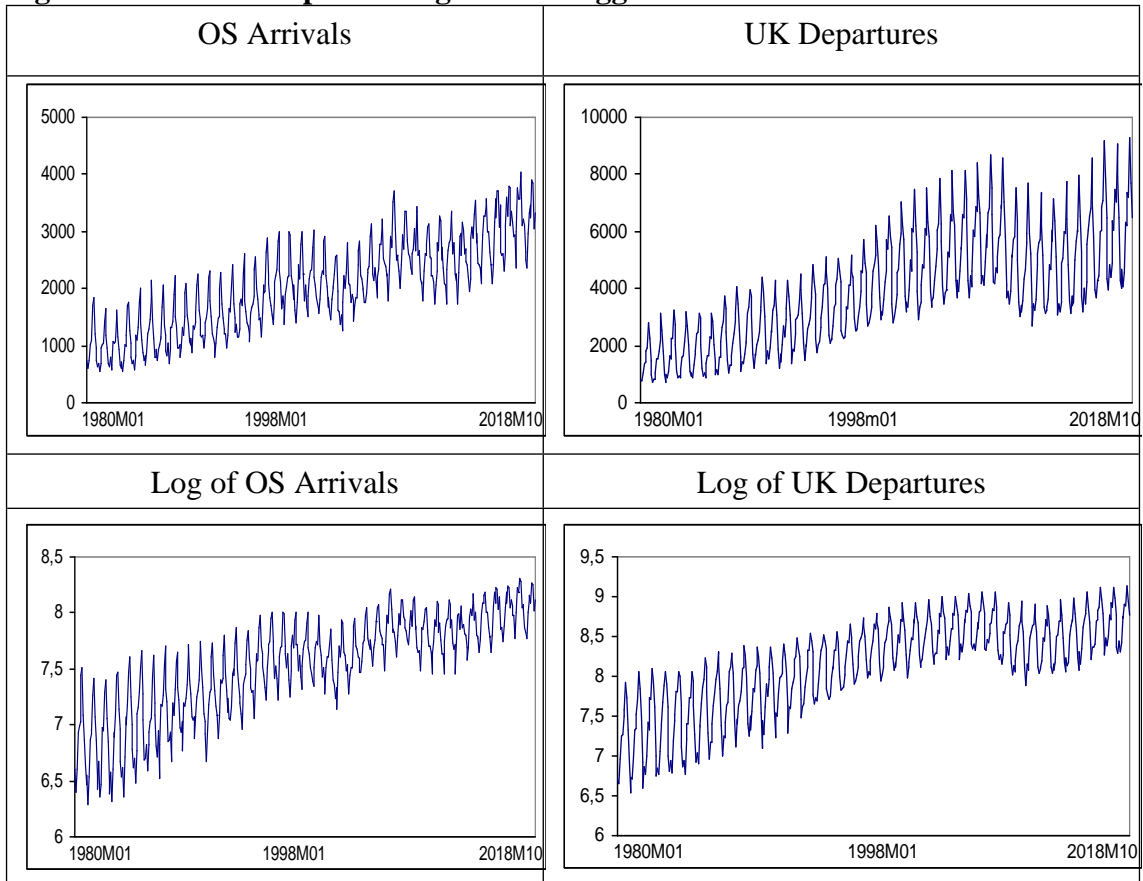 OS Arrivals
UK Departures
5000
4000
3000
2000
1000
0
1980M01
1998M01
2018M10
10000
8000
6000
4000
2000
0
1980M01
1998m01
2018M10
Log of OS Arrivals
Log of UK Departures
8,5
8
7,5
7
6,5
6
1980M01
1998M01
2018M10
9,5
9
8,5
8
7,5
7
6,5
6
1980M01
1998M01
2018M10